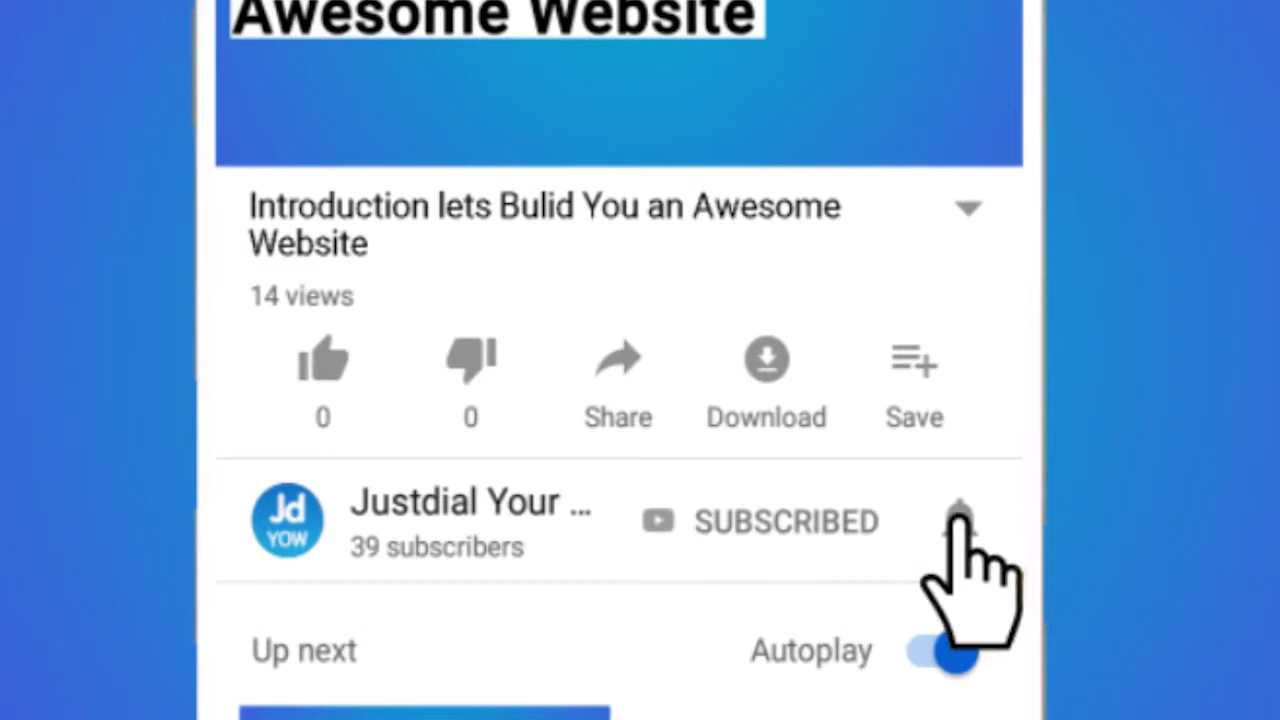 Awesome Website
Introduction lets Bulid You an Awesome
Website
14 views
0 0 Share Download Save
Jd
YOW
Justdial Your ...
39 subscribers
SUBSCRIBED
Up next Autoplay